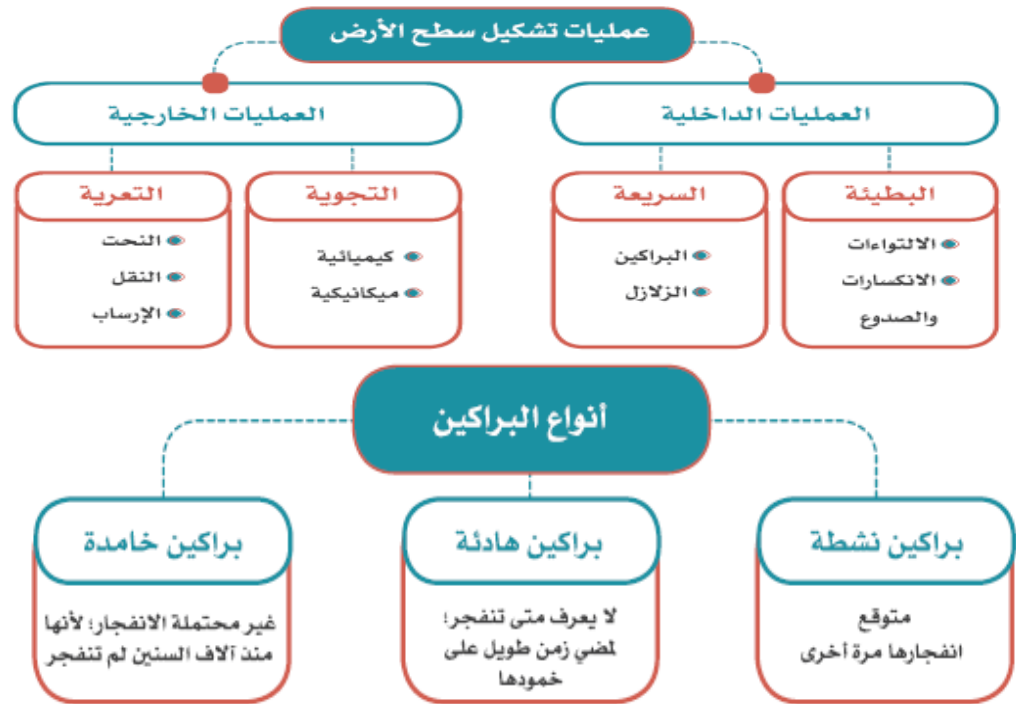 عمليات تشكيل سطح الأرض
العمليات الداخلية
العمليات الخارجية
البطيئة
الالتواءات
الانكسارات
والصدوع
السريعة
البراكين
الزلازل
التجوية
كيميائية
ميكانيكية
التعرية
النحت
النقل
الإرساب
أنواع البراكين
براكين نشطة
متوقع
انفجارها مرة أخرى
براكين هادئة
لا يعرف متى تنفجر؛
لمضي زمن طويل على
خمودها
براكين خامدة
غير محتملة الانفجار؛ لأنها
منذ آلاف السنين لم تنفجر